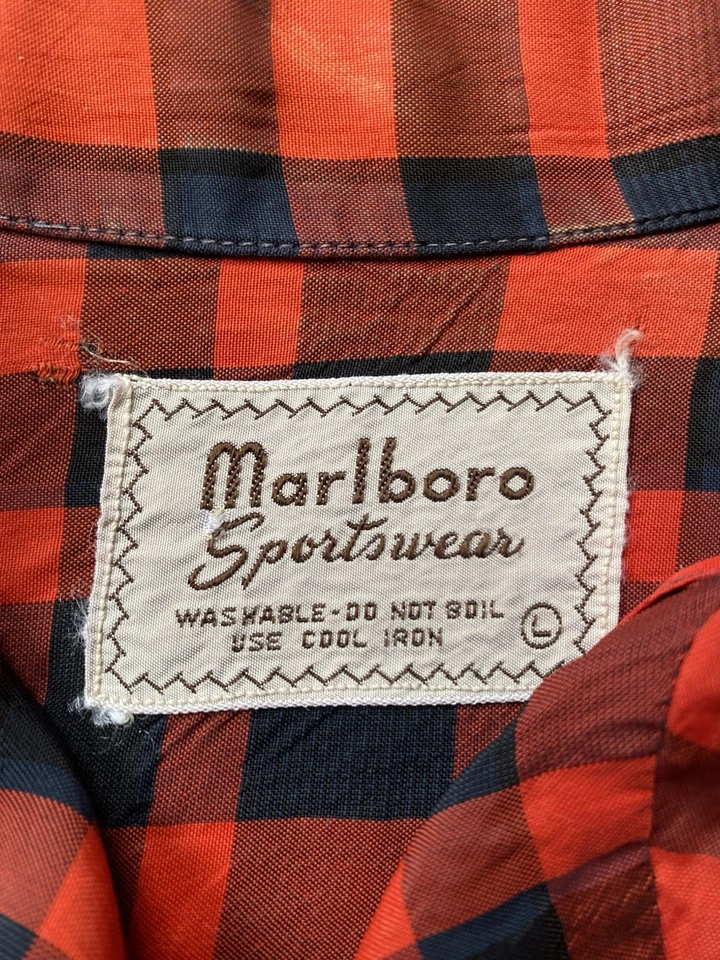 Marlboro
Sportswear
WASHABLE-DO NOT BOIL
USE COOL IRON
L